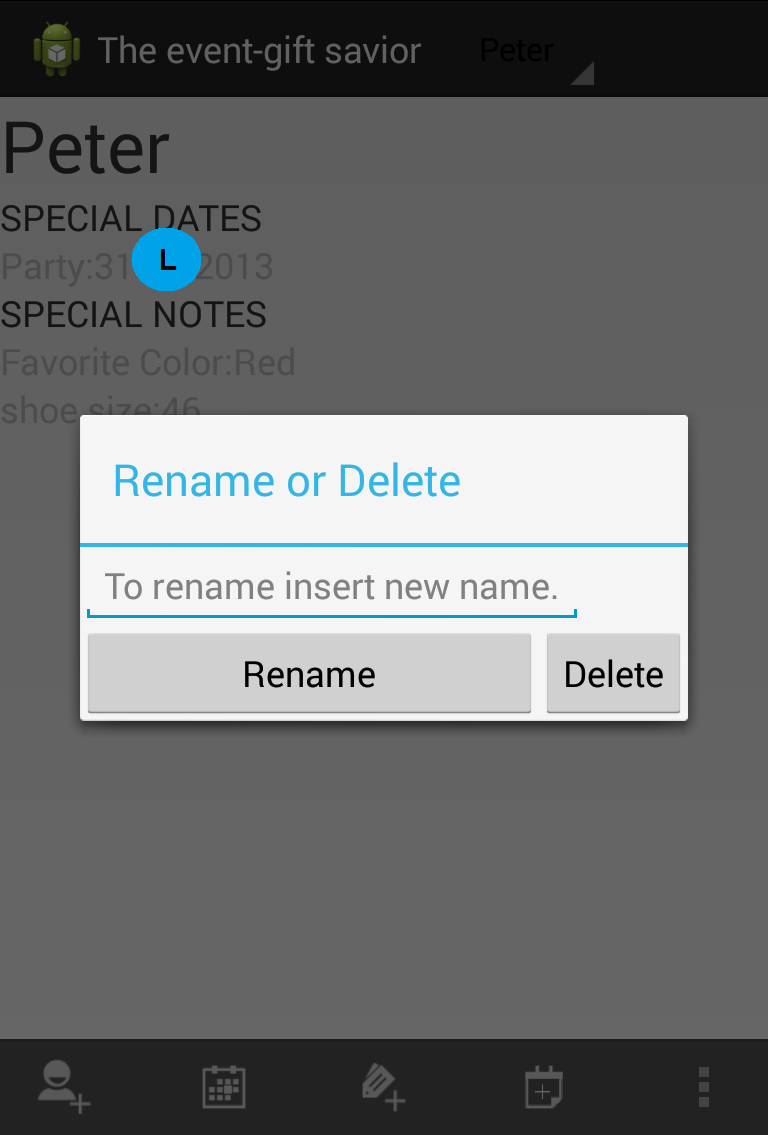 The event-gift savior Peter
Peter
SPECIAL DATES
Party:31 2013
L
SPECIAL NOTES
Favorite Color:Red
shoe size:46
Rename or Delete
To rename insert new name.
Rename Delete